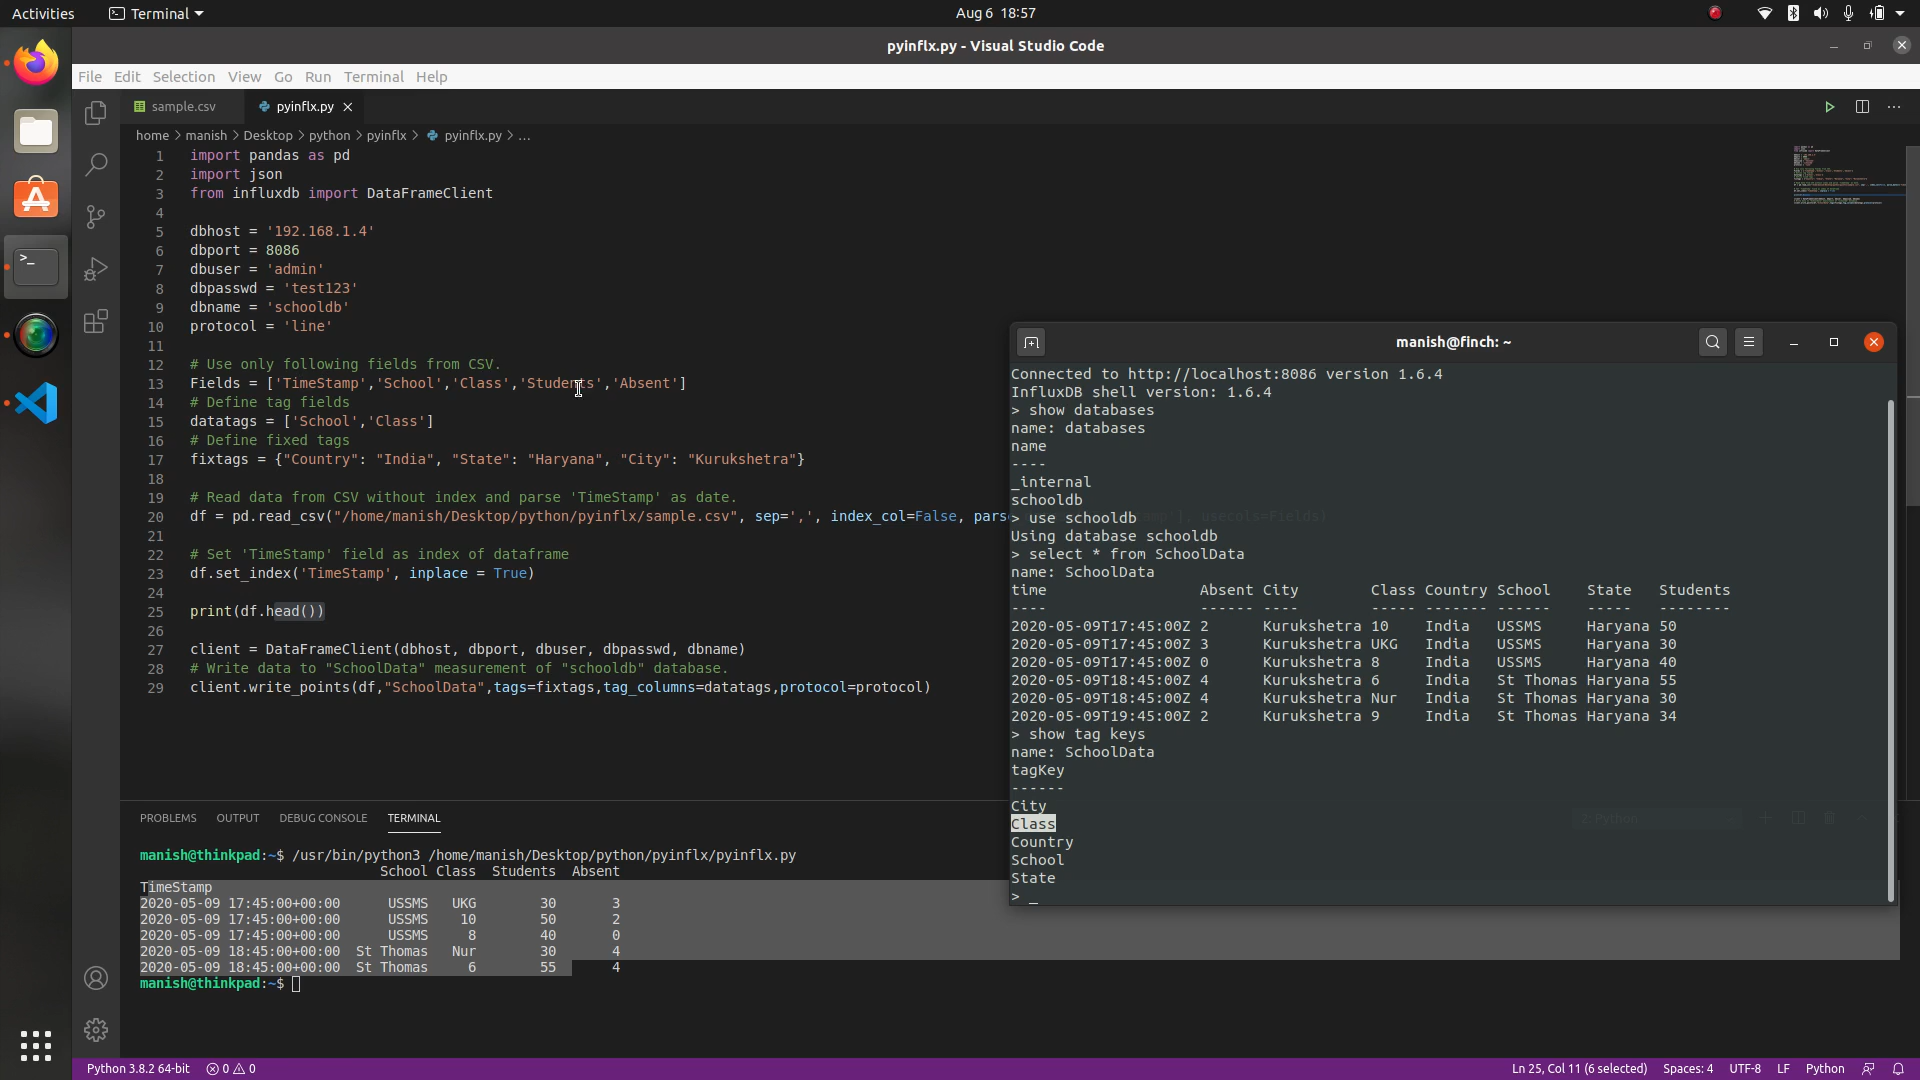 Activities
Terminal
Aug 6 18:57
pyinflx.py - Visual Studio Code
File Edit Selection View Go Run Terminal Help
sample.csv
pyinflx.py
home > manish > Desktop > python > pyinflx > pyinflx.py > ...
1 import pandas as pd
2 import json
3 from influxdb import DataFrameClient
4
5 dbhost = '192.168.1.4'
6 dbport = 8086
7 dbuser = 'admin'
8 dbpasswd = 'test123'
9 dbname = 'schooldb'
10 protocol = 'line'
11
12 # Use only following fields from CSV.
13 Fields = ['TimeStamp','School','Class','Students','Absent']
14 # Define tag fields
15 datatags = ['School','Class']
16 # Define fixed tags
17 fixtags = {"Country": "India", "State": "Haryana", "City": "Kurukshetra"}
18
19 # Read data from CSV without index and parse 'TimeStamp' as date.
20 df = pd.read_csv("/home/manish/Desktop/python/pyinflx/sample.csv", sep=',', index_col=False, pars
21
22 # Set 'TimeStamp' field as index of dataframe
23 df.set_index('TimeStamp', inplace = True)
24
25 print(df.head())
26
27 client = DataFrameClient(dbhost, dbport, dbuser, dbpasswd, dbname)
28 # Write data to "SchoolData" measurement of "schooldb" database.
29 client.write_points(df,"SchoolData",tags=fixtags,tag_columns=datatags,protocol=protocol)
manish@finch: ~
Connected to http://localhost:8086 version 1.6.4
InfluxDB shell version: 1.6.4
> show databases
name: databases
name
----
_internal
schooldb
> use schooldb
Using database schooldb
> select * from SchoolData
name: SchoolData
time Absent City Class Country School State Students
---- ------ ---- ----- ------- ------ ----- --------
2020-05-09T17:45:00Z 2 Kurukshetra 10 India USSMS Haryana 50
2020-05-09T17:45:00Z 3 Kurukshetra UKG India USSMS Haryana 30
2020-05-09T17:45:00Z 0 Kurukshetra 8 India USSMS Haryana 40
2020-05-09T18:45:00Z 4 Kurukshetra 6 India St Thomas Haryana 55
2020-05-09T18:45:00Z 4 Kurukshetra Nur India St Thomas Haryana 30
2020-05-09T19:45:00Z 2 Kurukshetra 9 India St Thomas Haryana 34
> show tag keys
name: SchoolData
tagKey
------
City
Class
Country
School
State
> _
PROBLEMS OUTPUT DEBUG CONSOLE TERMINAL
manish@thinkpad:~$ /usr/bin/python3 /home/manish/Desktop/python/pyinflx/pyinflx.py
School Class Students Absent
TimeStamp
2020-05-09 17:45:00+00:00 USSMS UKG 30 3
2020-05-09 17:45:00+00:00 USSMS 10 50 2
2020-05-09 17:45:00+00:00 USSMS 8 40 0
2020-05-09 18:45:00+00:00 St Thomas Nur 30 4
2020-05-09 18:45:00+00:00 St Thomas 6 55 4
manish@thinkpad:~$
Python 3.8.2 64-bit
0 0
Ln 25, Col 11 (6 selected) Spaces: 4 UTF-8 LF Python